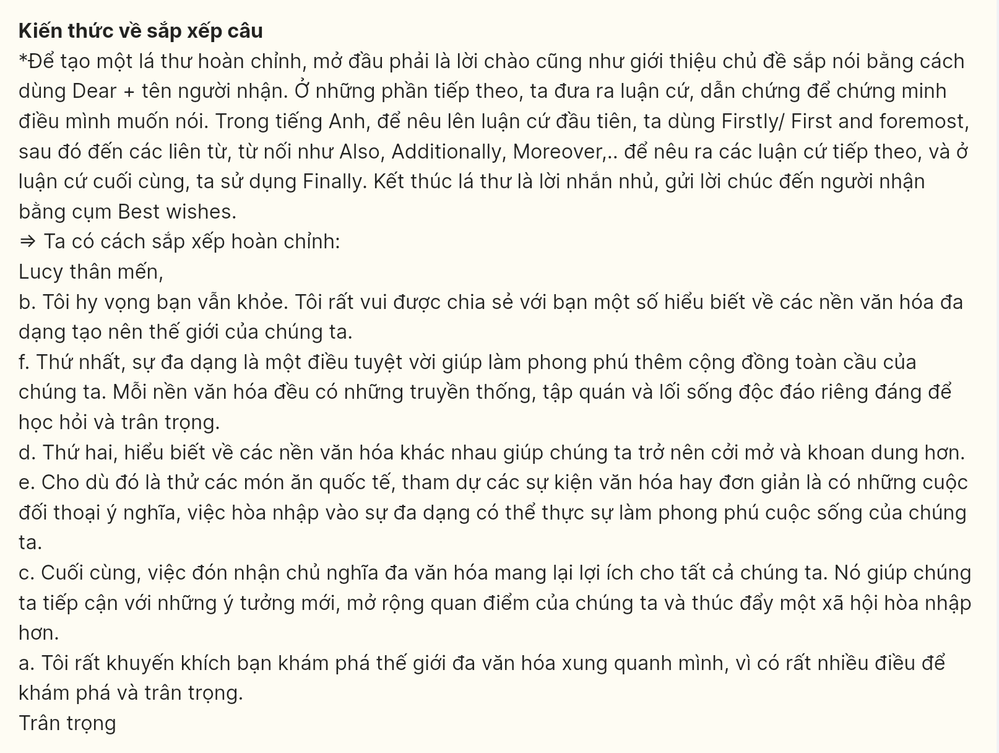 Kiến thức về sắp xếp câu
*Để tạo một lá thư hoàn chỉnh, mở đầu phải là lời chào cũng như giới thiệu chủ đề sắp nói bằng cách
dùng Dear + tên người nhận. Ở những phần tiếp theo, ta đưa ra luận cứ, dẫn chứng để chứng minh
điều mình muốn nói. Trong tiếng Anh, để nêu lên luận cứ đầu tiên, ta dùng Firstly/ First and foremost,
sau đó đến các liên từ, từ nối như Also, Additionally, Moreover,.. để nêu ra các luận cứ tiếp theo, và ở
luận cứ cuối cùng, ta sử dụng Finally. Kết thúc lá thư là lời nhắn nhủ, gửi lời chúc đến người nhận
bằng cụm Best wishes.
⇒ Ta có cách sắp xếp hoàn chỉnh:
Lucy thân mến,
b. Tôi hy vọng bạn vẫn khỏe. Tôi rất vui được chia sẻ với bạn một số hiểu biết về các nền văn hóa đa
dạng tạo nên thế giới của chúng ta.
f. Thứ nhất, sự đa dạng là một điều tuyệt vời giúp làm phong phú thêm cộng đồng toàn cầu của
chúng ta. Mỗi nền văn hóa đều có những truyền thống, tập quán và lối sống độc đáo riêng đáng để
học hỏi và trân trọng.
d. Thứ hai, hiểu biết về các nền văn hóa khác nhau giúp chúng ta trở nên cởi mở và khoan dung hơn.
e. Cho dù đó là thử các món ăn quốc tế, tham dự các sự kiện văn hóa hay đơn giản là có những cuộc
đối thoại ý nghĩa, việc hòa nhập vào sự đa dạng có thể thực sự làm phong phú cuộc sống của chúng
ta.
c. Cuối cùng, việc đón nhận chủ nghĩa đa văn hóa mang lại lợi ích cho tất cả chúng ta. Nó giúp chúng
ta tiếp cận với những ý tưởng mới, mở rộng quan điểm của chúng ta và thúc đẩy một xã hội hòa nhập
hơn.
a. Tôi rất khuyến khích bạn khám phá thế giới đa văn hóa xung quanh mình, vì có rất nhiều điều để
khám phá và trân trọng.
Trân trọng